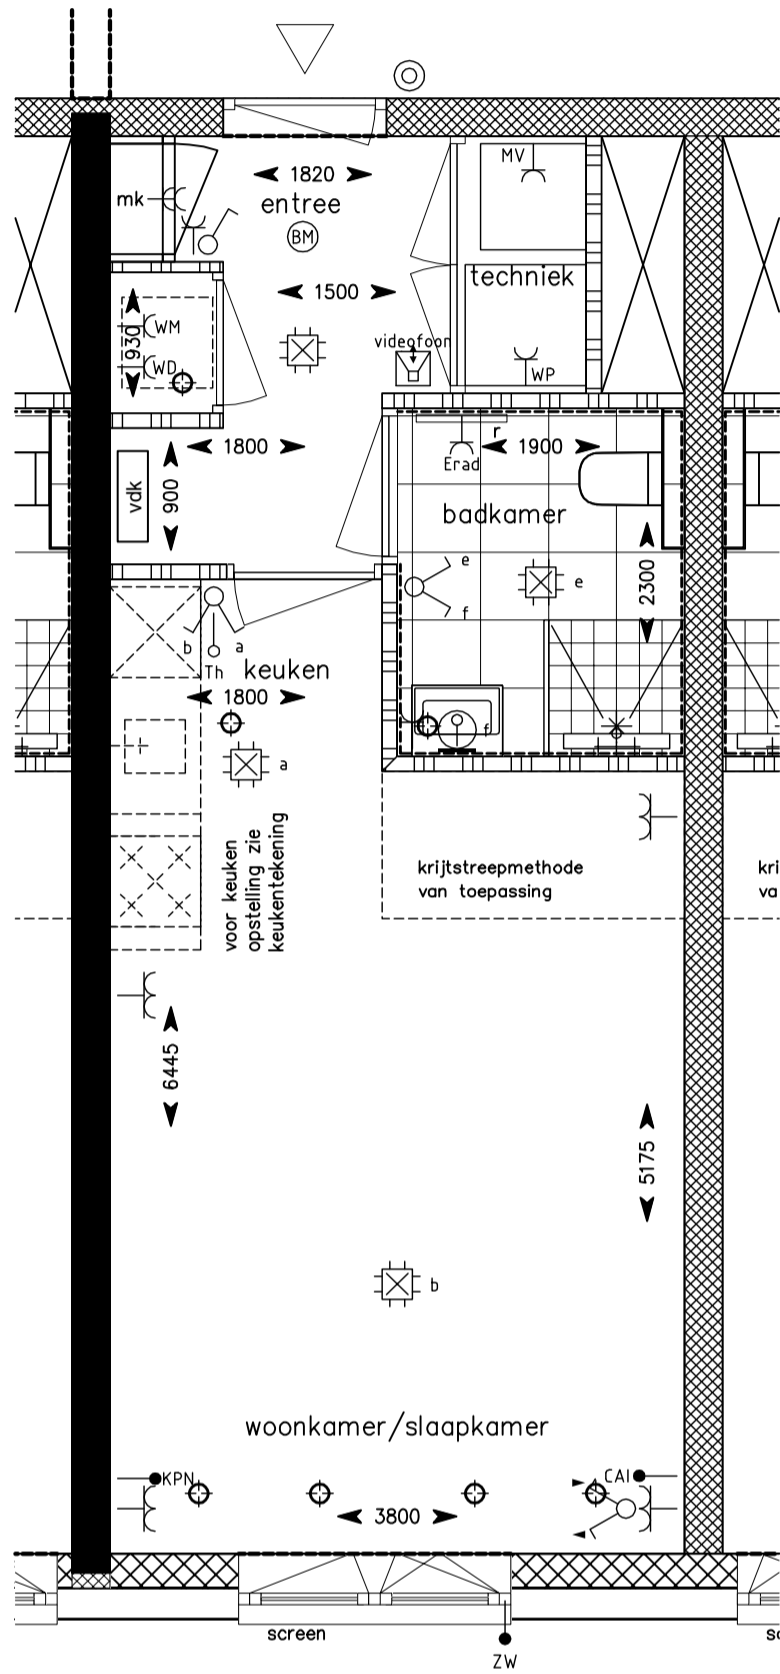 MV
1820
mk
entree
BM
techniek
1500
videofoon
WM
WD
930
WP
1800
r
1900
Erad
vdk
900
badkamer
e
e
f
2300
b
a
Th
keuken
1800
f
a
voor keuken
opstelling zie
keukentekening
krijtstreepmethode
van toepassing
kri
va
6445
5175
b
woonkamer/slaapkamer
KPN
CAI
3800
screen
sc
ZW